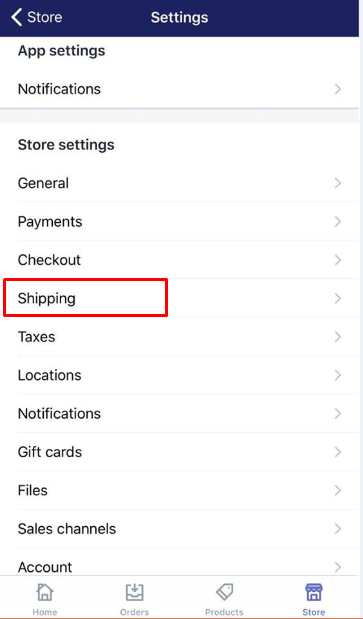 Store
Settings
App settings
Notifications
Store settings
General
Payments
Checkout
Shipping
Taxes
Locations
Notifications
Gift cards
Files
Sales channels
Account
Home
Orders
Products
Store